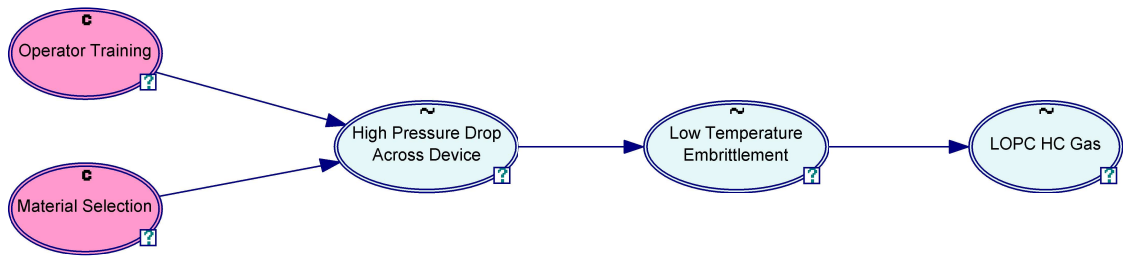 c
Operator Training
?
c
Material Selection
?
~
High Pressure Drop
Across Device
?
~
Low Temperature
Embrittlement
?
~
LOPC HC Gas
?